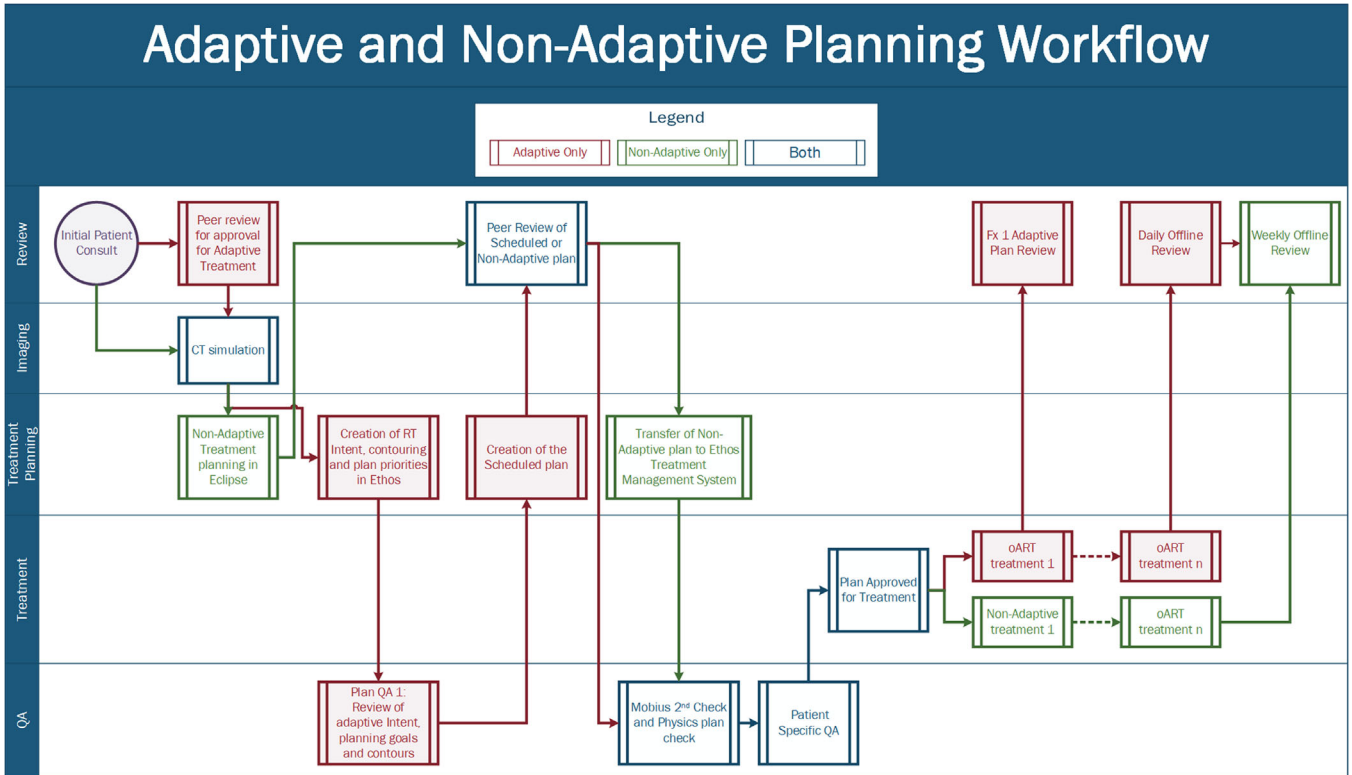 Adaptive and Non-Adaptive Planning Workflow
Legend
Adaptive Only
Non-Adaptive Only
Both
Review
Initial Patient
Consult
Peer review
for approval
for Adaptive
Treatment
Peer Review of
Scheduled or
Non-Adaptive plan
Fx 1 Adaptive
Plan Review
Daily Offline
Review
Weekly Offline
Review
Imaging
CT simulation
Treatment
Planning
Non-Adaptive
Treatment
planning in
Eclipse
Creation of RT
Intent, contouring
and plan priorities
in Ethos
Creation of the
Scheduled plan
Transfer of Non-
Adaptive plan to Ethos
Treatment
Management System
Treatment
Plan Approved
for Treatment
oART
treatment 1
oART
treatment n
Non-Adaptive
treatment 1
oART
treatment n
QA
Plan QA 1:
Review of
adaptive Intent,
planning goals
and contours
Mobius 2nd Check
and Physics plan
check
Patient
Specific QA